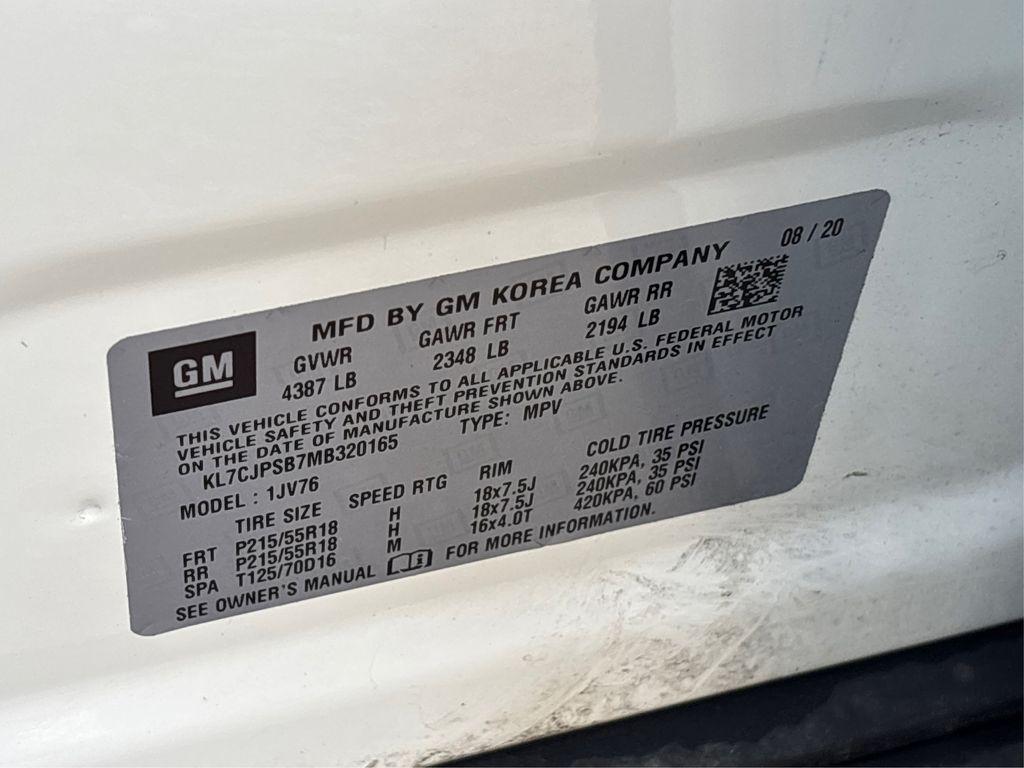 GM
MFD BY GM KOREA COMPANY 08 / 20
GVWR GAWR FRT GAWR RR
4387 LB 2348 LB 2194 LB
THIS VEHICLE CONFORMS TO ALL APPLICABLE U.S. FEDERAL MOTOR
VEHICLE SAFETY AND THEFT PREVENTION STANDARDS IN EFFECT
ON THE DATE OF MANUFACTURE SHOWN ABOVE.
KL7CJPSB7MB320165 TYPE: MPV
MODEL : 1JV76
TIRE SIZE SPEED RTG RIM COLD TIRE PRESSURE
FRT P215/55R18 H 18x7.5J 240KPA, 35 PSI
RR P215/55R18 H 18x7.5J 240KPA, 35 PSI
SPA T125/70D16 M 16x4.0T 420KPA, 60 PSI
SEE OWNER'S MANUAL FOR MORE INFORMATION.